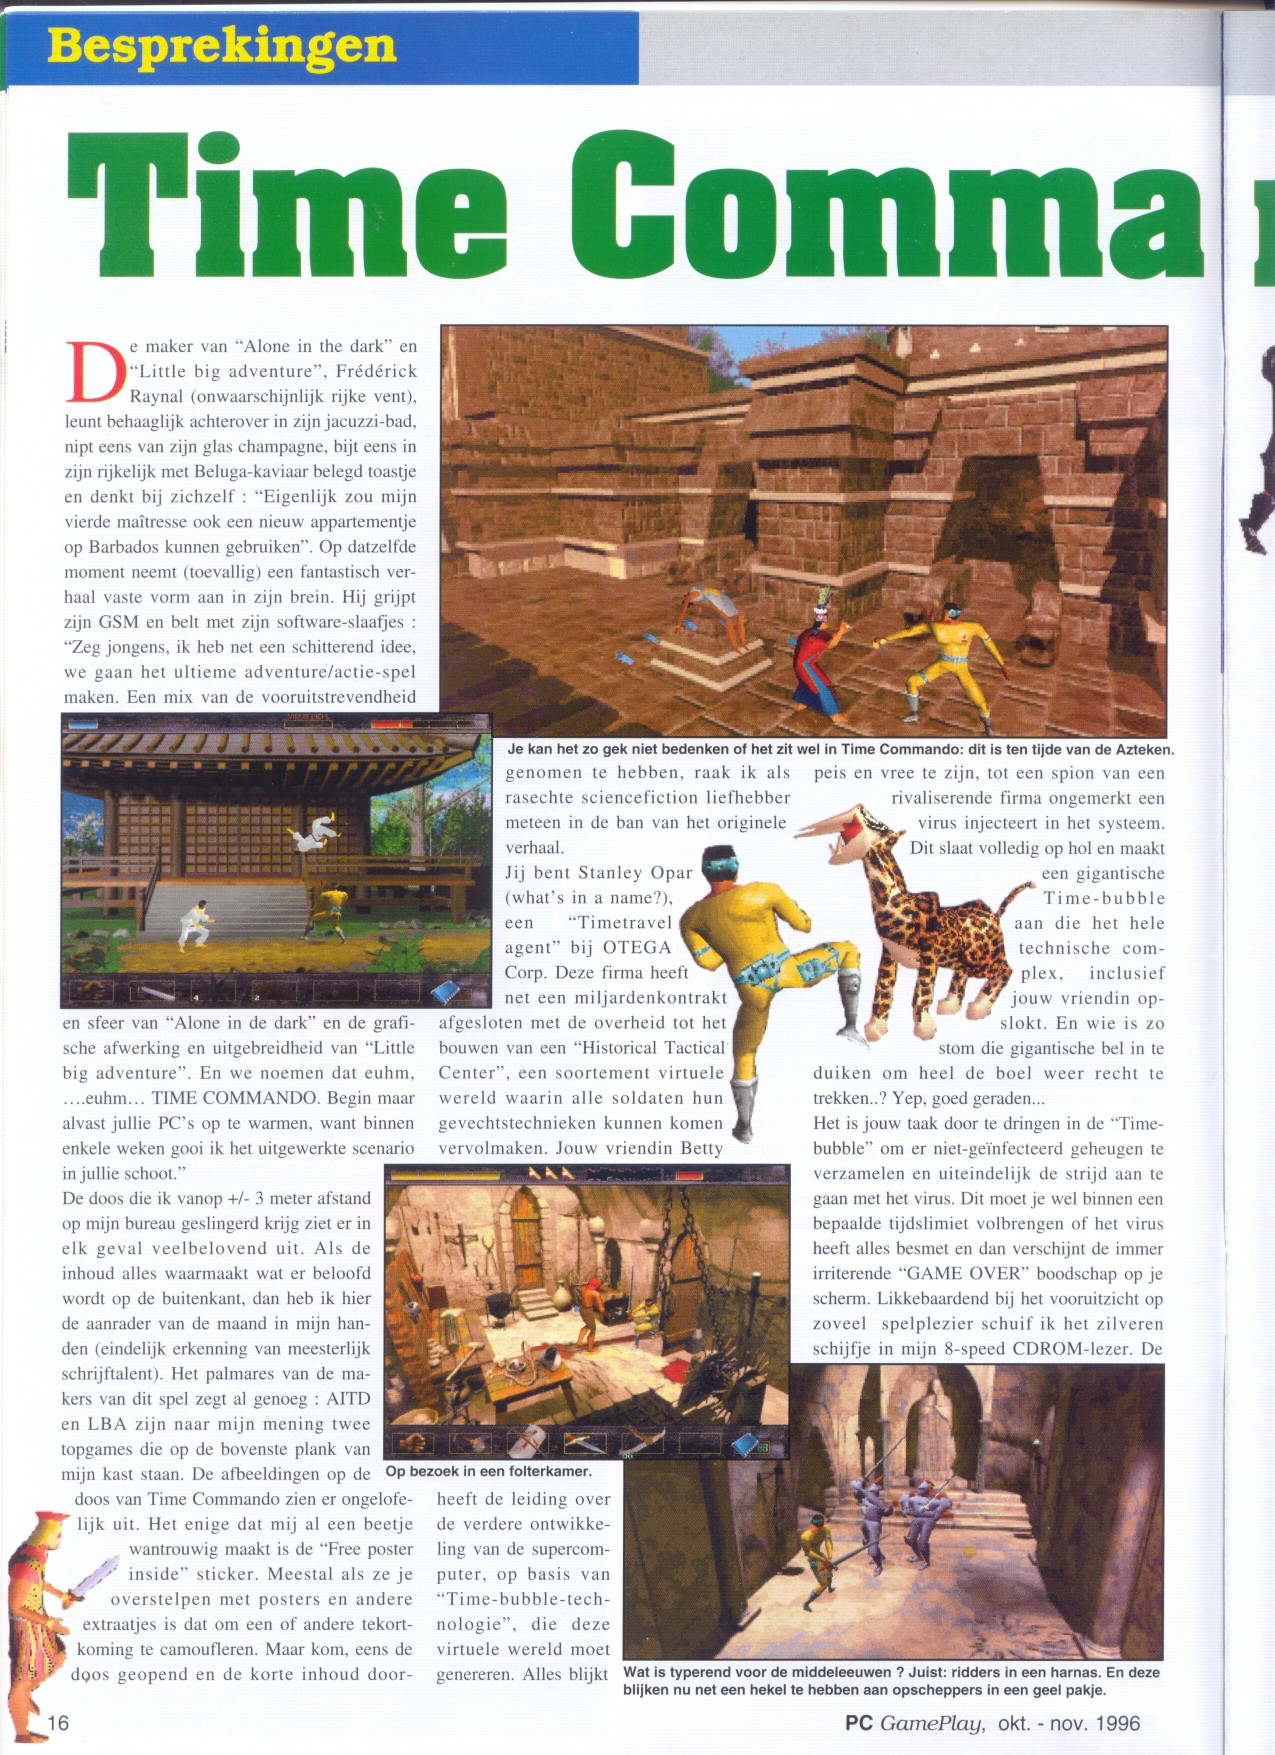 Besprekingen
Time Comma
De maker van “Alone in the dark” en
“Little big adventure”, Frédérick
Raynal (onwaarschijnlijk rijke vent),
leunt behaaglijk achterover in zijn jacuzzi-bad,
nipt eens van zijn glas champagne, bijt eens in
zijn rijkelijk met Beluga-kaviaar belegd toastje
en denkt bij zichzelf : “Eigenlijk zou mijn
vierde maîtresse ook een nieuw appartementje
op Barbados kunnen gebruiken”. Op datzelfde
moment neemt (toevallig) een fantastisch ver-
haal vaste vorm aan in zijn brein. Hij grijpt
zijn GSM en belt met zijn software-slaafjes :
“Zeg jongens, ik heb net een schitterend idee,
we gaan het ultieme adventure/actie-spel
maken. Een mix van de vooruitstrevendheid
en sfeer van “Alone in de dark” en de grafi-
sche afwerking en uitgebreidheid van “Little
big adventure”. En we noemen dat euhm,
….euhm… TIME COMMANDO. Begin maar
alvast jullie PC’s op te warmen, want binnen
enkele weken gooi ik het uitgewerkte scenario
in jullie schoot.”
De doos die ik vanop +/- 3 meter afstand
op mijn bureau geslingerd krijg ziet er in
elk geval veelbelovend uit. Als de
inhoud alles waarmaakt wat er beloofd
wordt op de buitenkant, dan heb ik hier
de aanrader van de maand in mijn han-
den (eindelijk erkenning van meesterlijk
schrijftalent). Het palmares van de ma-
kers van dit spel zegt al genoeg : AITD
en LBA zijn naar mijn mening twee
topgames die op de bovenste plank van
mijn kast staan. De afbeeldingen op de
doos van Time Commando zien er ongelofe-
lijk uit. Het enige dat mij al een beetje
wantrouwig maakt is de “Free poster
inside” sticker. Meestal als ze je
overstelpen met posters en andere
extraatjes is dat om een of andere tekort-
koming te camoufleren. Maar kom, eens de
doos geopend en de korte inhoud door-
Je kan het zo gek niet bedenken of het zit wel in Time Commando: dit is ten tijde van de Azteken.
genomen te hebben, raak ik als
rasechte sciencefiction liefhebber
meteen in de ban van het originele
verhaal.
Jij bent Stanley Opar
(what’s in a name?),
een “Timetravel
agent” bij OTEGA
Corp. Deze firma heeft
net een miljardenkontrakt
afgesloten met de overheid tot het
bouwen van een “Historical Tactical
Center”, een soortement virtuele
wereld waarin alle soldaten hun
gevechtstechnieken kunnen komen
vervolmaken. Jouw vriendin Betty
88
Op bezoek in een folterkamer.
heeft de leiding over
de verdere ontwikke-
ling van de supercom-
puter, op basis van
“Time-bubble-tech-
nologie”, die deze
virtuele wereld moet
genereren. Alles blijkt
peis en vree te zijn, tot een spion van een
rivaliserende firma ongemerkt een
virus injecteert in het systeem.
Dit slaat volledig op hol en maakt
een gigantische
Time-bubble
aan die het hele
technische com-
plex, inclusief
jouw vriendin op-
slokt. En wie is zo
stom die gigantische bel in te
duiken om heel de boel weer recht te
trekken..? Yep, goed geraden...
Het is jouw taak door te dringen in de “Time-
bubble” om er niet-geïnfecteerd geheugen te
verzamelen en uiteindelijk de strijd aan te
gaan met het virus. Dit moet je wel binnen een
bepaalde tijdslimiet volbrengen of het virus
heeft alles besmet en dan verschijnt de immer
irriterende “GAME OVER” boodschap op je
scherm. Likkebaardend bij het vooruitzicht op
zoveel spelplezier schuif ik het zilveren
schijfje in mijn 8-speed CDROM-lezer. De
Wat is typerend voor de middeleeuwen ? Juist: ridders in een harnas. En deze
blijken nu net een hekel te hebben aan opscheppers in een geel pakje.
16
PC GamePlay, okt. - nov. 1996